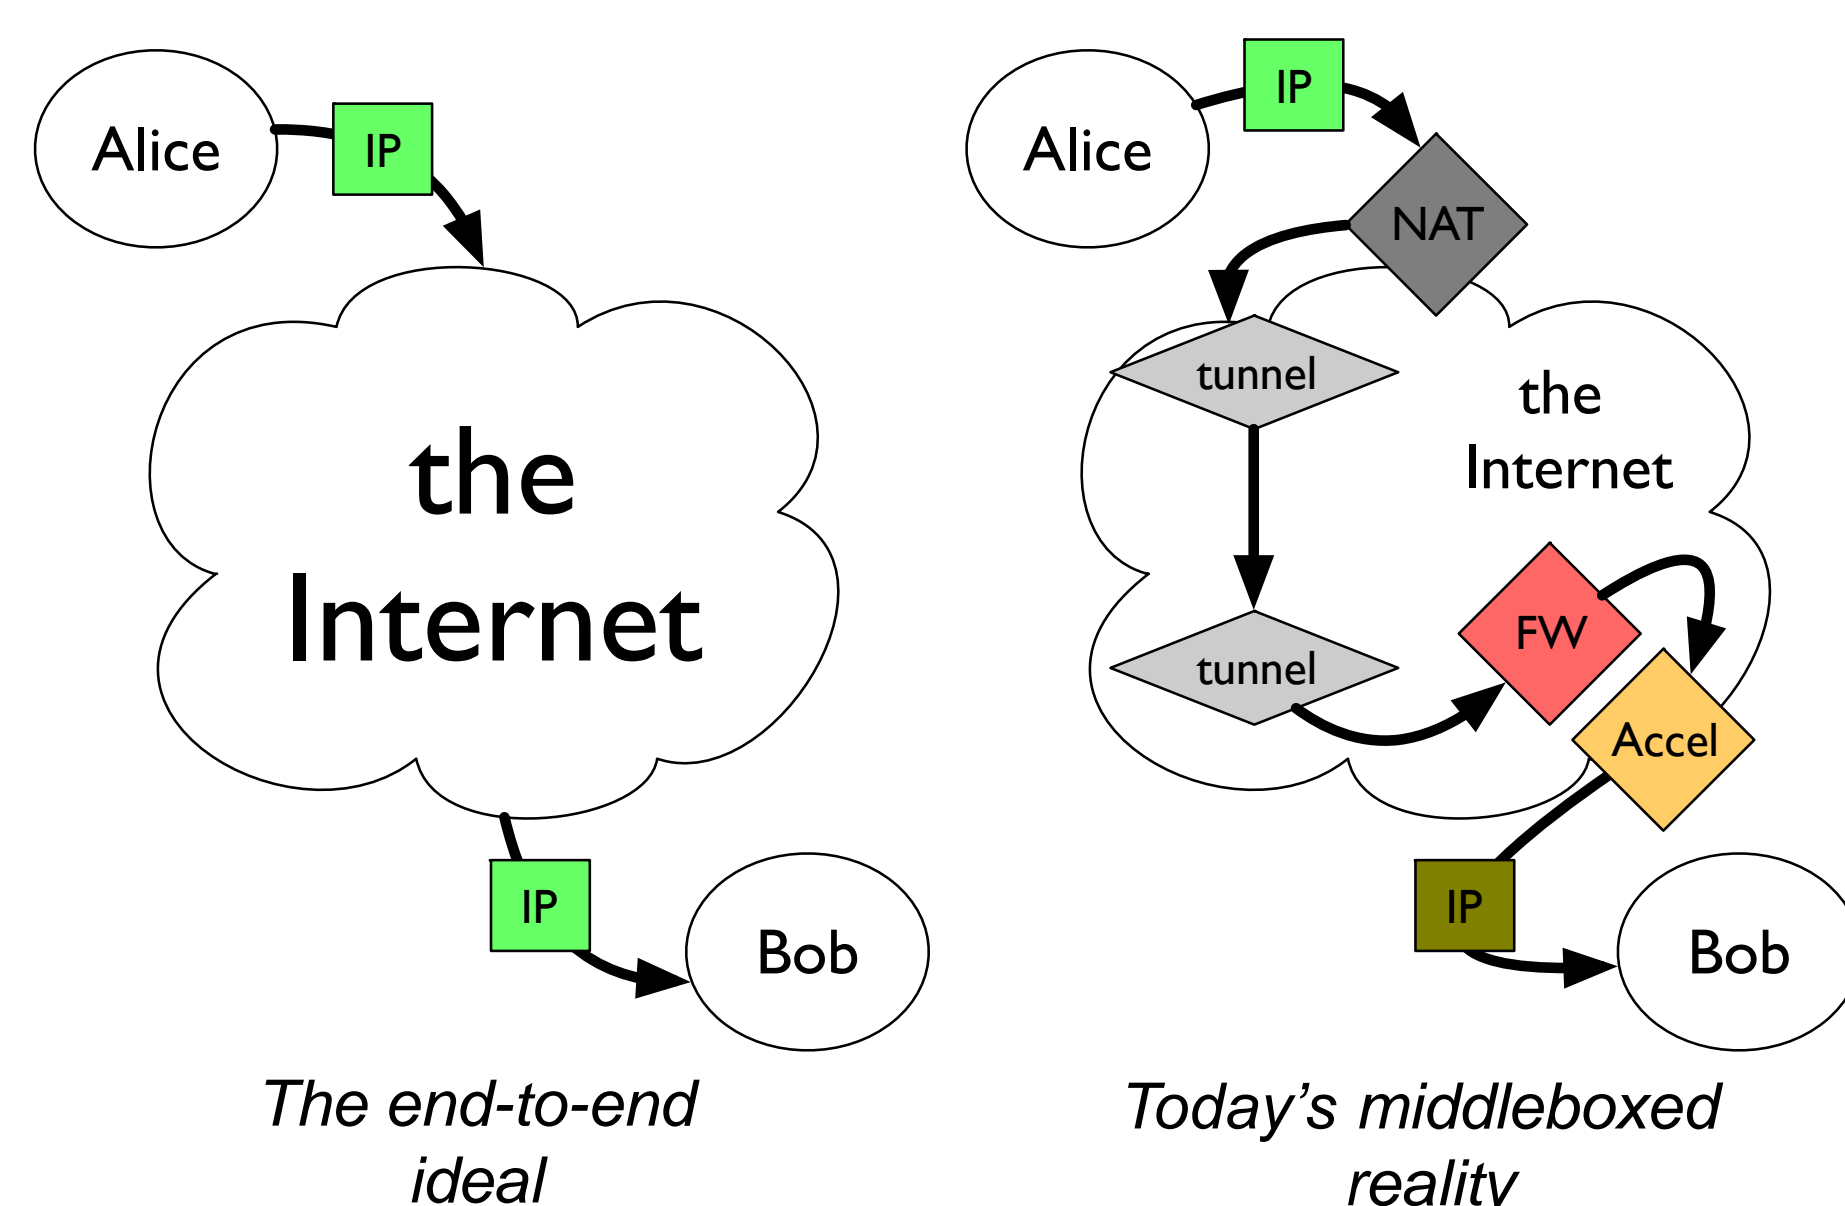 Alice
IP
the
Internet
IP
Bob
The end-to-end
ideal
Alice
IP
NAT
tunnel
the
Internet
tunnel
FW
Accel
IP
Bob
Today's middleboxed
reality